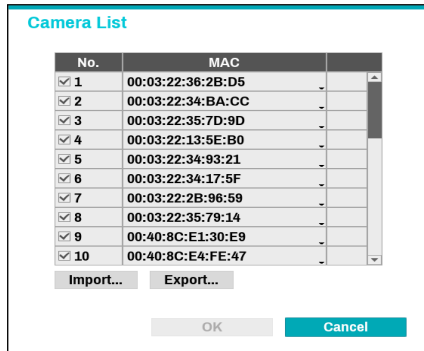 Camera List
No. MAC
1 00:03:22:36:2B:D5
2 00:03:22:34:BA:CC
3 00:03:22:35:7D:9D
4 00:03:22:13:5E:B0
5 00:03:22:34:93:21
6 00:03:22:34:17:5F
7 00:03:22:2B:96:59
8 00:03:22:35:79:14
9 00:40:8C:E1:30:E9
10 00:40:8C:E4:FE:47
Import... Export...
OK Cancel